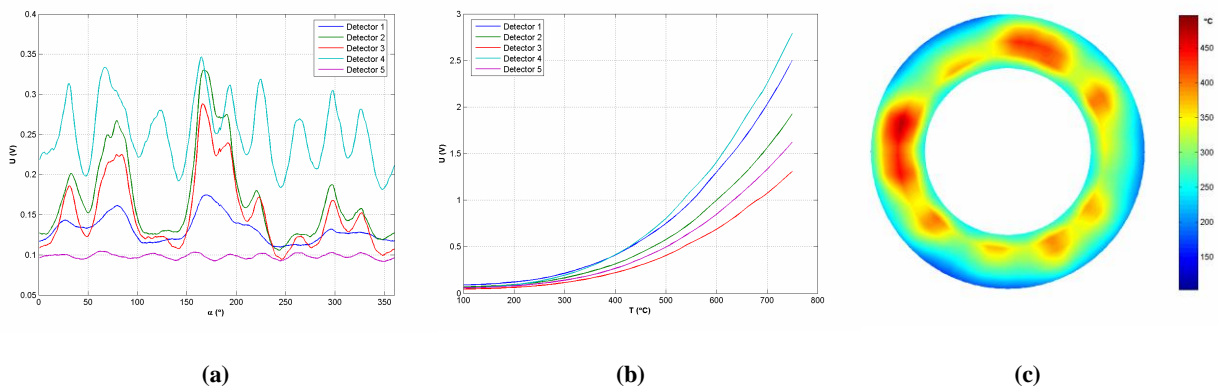 0.4
0.35
0.3
0.25
0.2
0.15
0.1
0.05
U (V)
0 50 100 150 200 250 300 350
α (°)
Detector 1
Detector 2
Detector 3
Detector 4
Detector 5
(a)
3
2.5
2
1.5
1
0.5
0
U (V)
100 200 300 400 500 600 700 800
T (°C)
Detector 1
Detector 2
Detector 3
Detector 4
Detector 5
(b)
°C
450
400
350
300
250
200
150
(c)